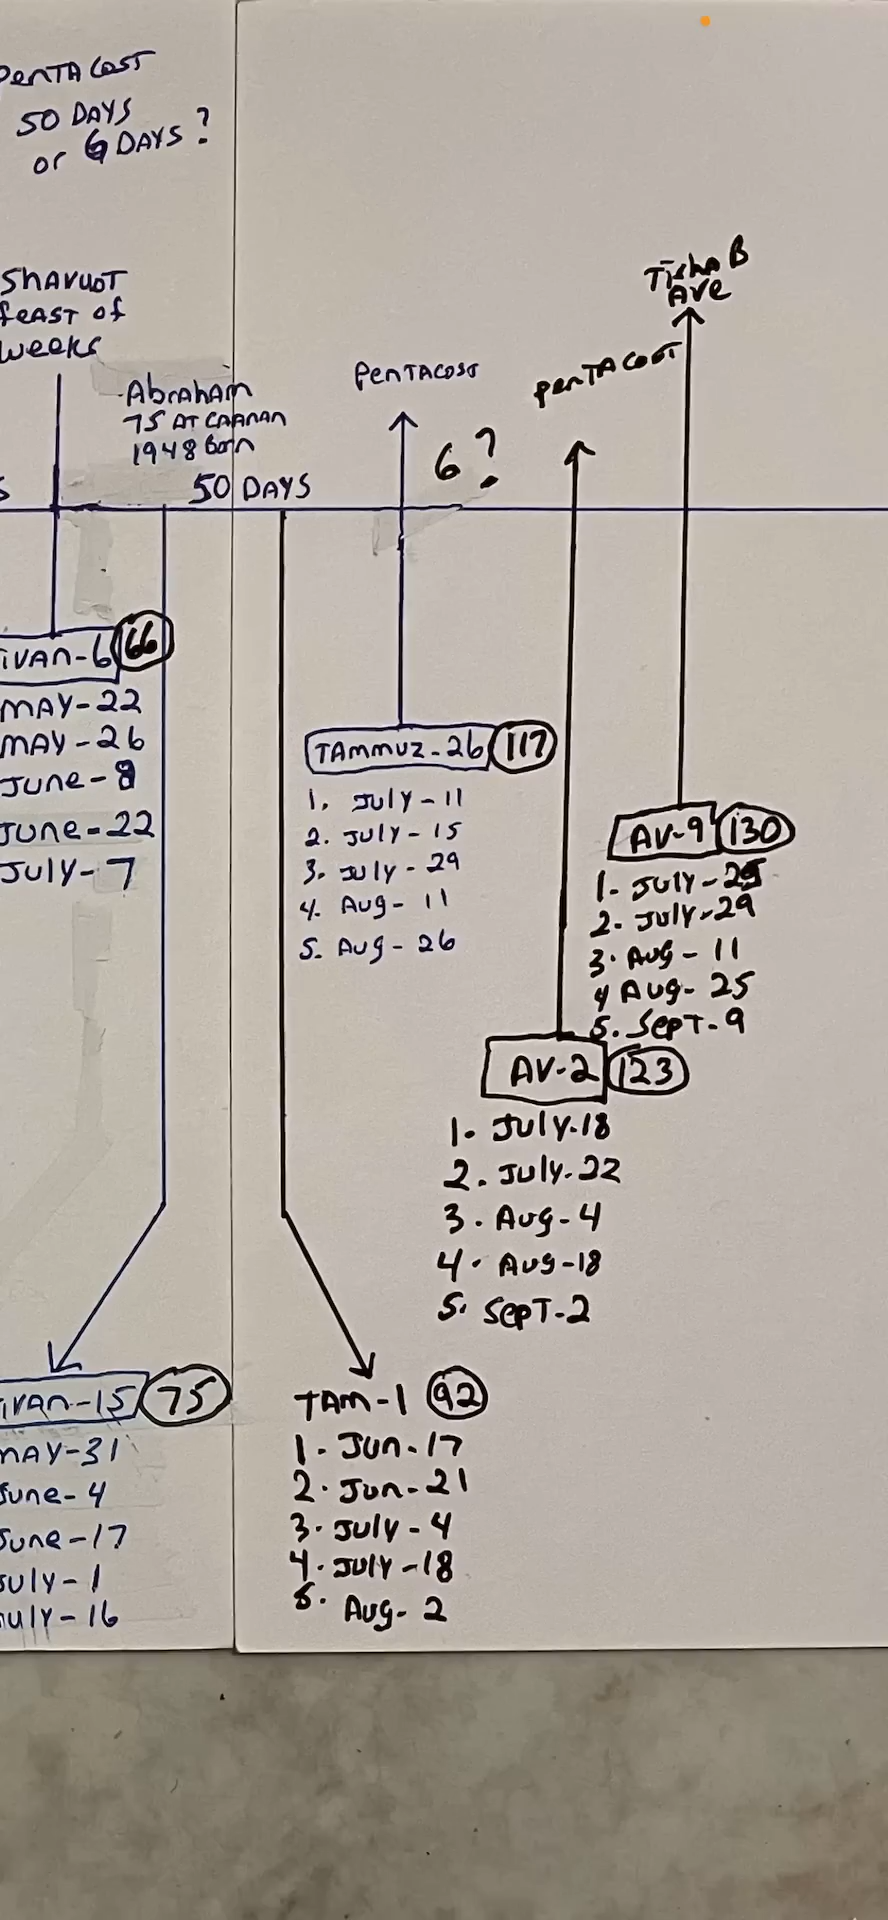 PENTACOST
50 DAYS
or 6 DAYS ?
SHAVUOT
feast of
weeks
Abraham
75 AT CANAAN
1948 Born
50 DAYS
PENTACOST
6 ?
PENTACOST
Tisha B
Ave
IVAN-6 66
MAY-22
MAY-26
June-8
June-22
July-7
TAMMUZ-26 117
1. July-11
2. July-15
3. July-29
4. Aug-11
5. Aug-26
AV-9 130
1- July-25
2- July-29
3. Aug-11
4 Aug-25
5. Sept-9
AV-2 123
1. July-18
2. July-22
3. Aug-4
4. Aug-18
5. Sept-2
IVAN-15 75
MAY-31
June-4
June-17
July-1
July-16
TAM-1 92
1- Jun-17
2. Jun-21
3. July-4
4. July-18
5. Aug-2